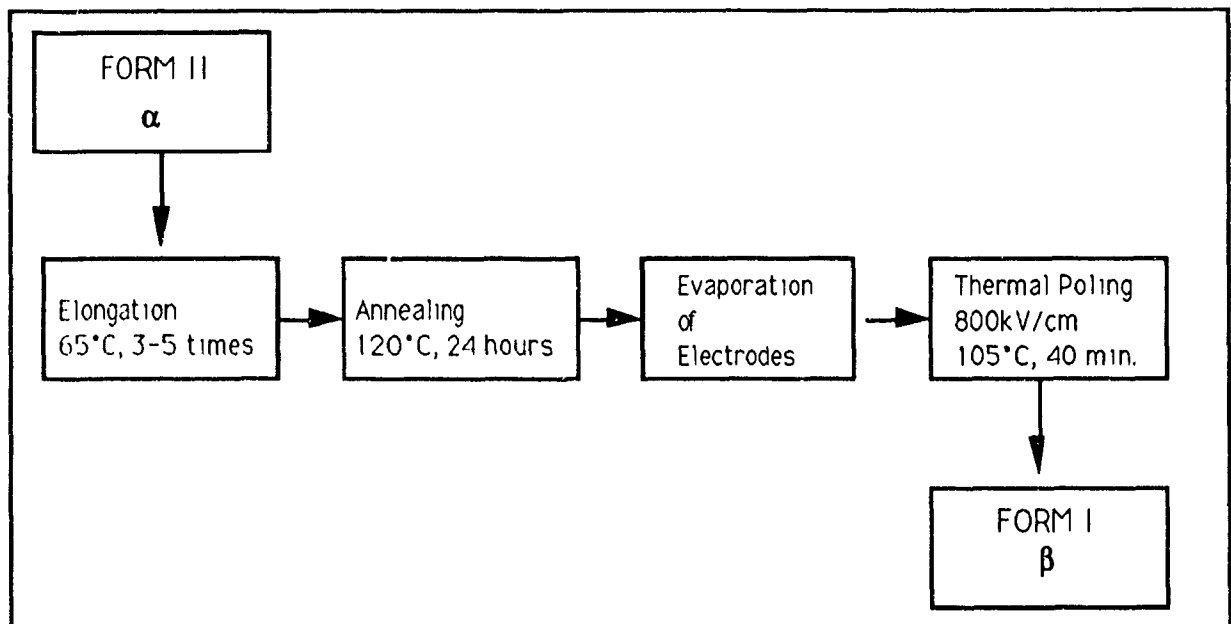 FORM II
α
Elongation
65°C, 3-5 times
Annealing
120°C, 24 hours
Evaporation
of
Electrodes
Thermal Poling
800kV/cm
105°C, 40 min.
FORM I
β